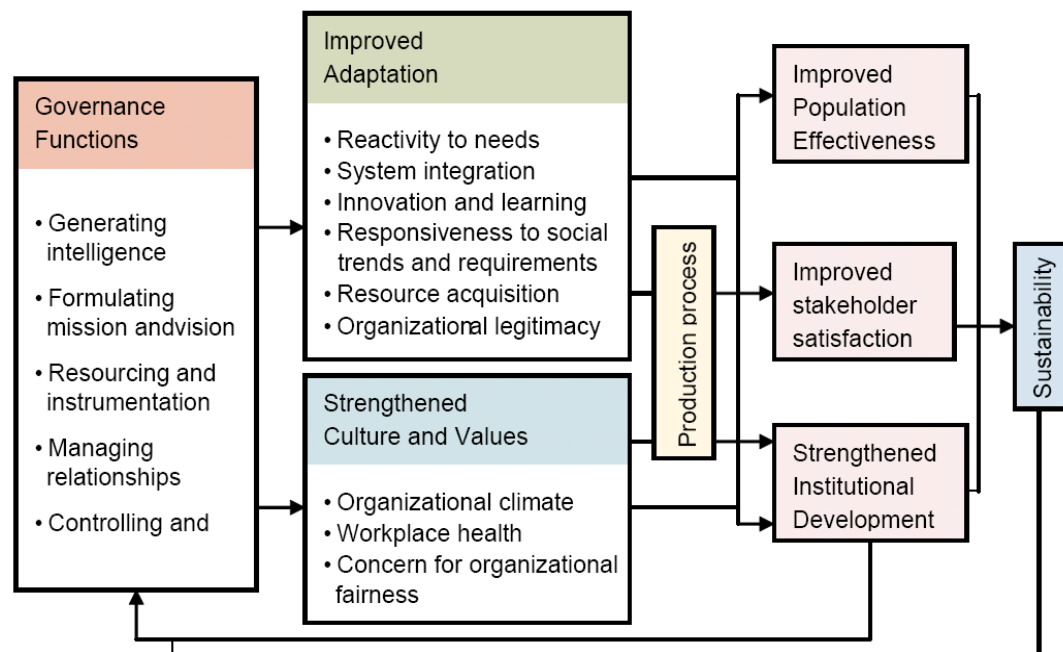 Governance
Functions
• Generating
intelligence
• Formulating
mission andvision
• Resourcing and
instrumentation
• Managing
relationships
• Controlling and
Improved
Adaptation
• Reactivity to needs
• System integration
• Innovation and learning
• Responsiveness to social
trends and requirements
• Resource acquisition
• Organizational legitimacy
Strengthened
Culture and Values
• Organizational climate
• Workplace health
• Concern for organizational
fairness
Production process
Improved
Population
Effectiveness
Improved
stakeholder
satisfaction
Strengthened
Institutional
Development
Sustainability